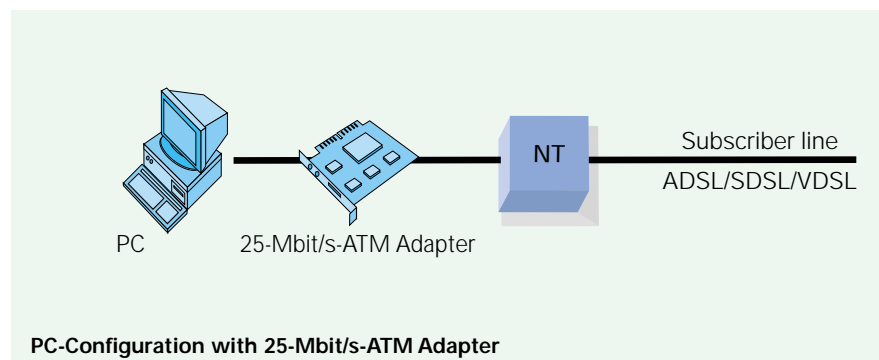 NT
Subscriber line
ADSL/SDSL/VDSL
PC
25-Mbit/s-ATM Adapter
PC-Configuration with 25-Mbit/s-ATM Adapter